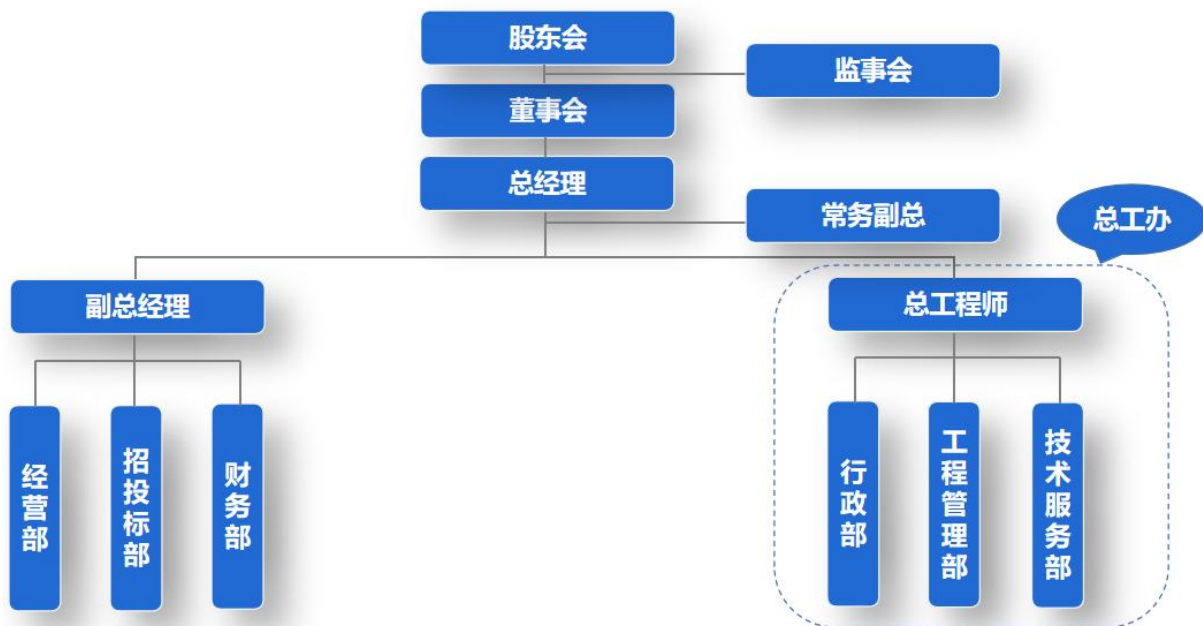 股东会
监事会
董事会
总经理
常务副总
总工办
副总经理
总工程师
经营部
招投标部
财务部
行政部
工程管理部
技术服务部